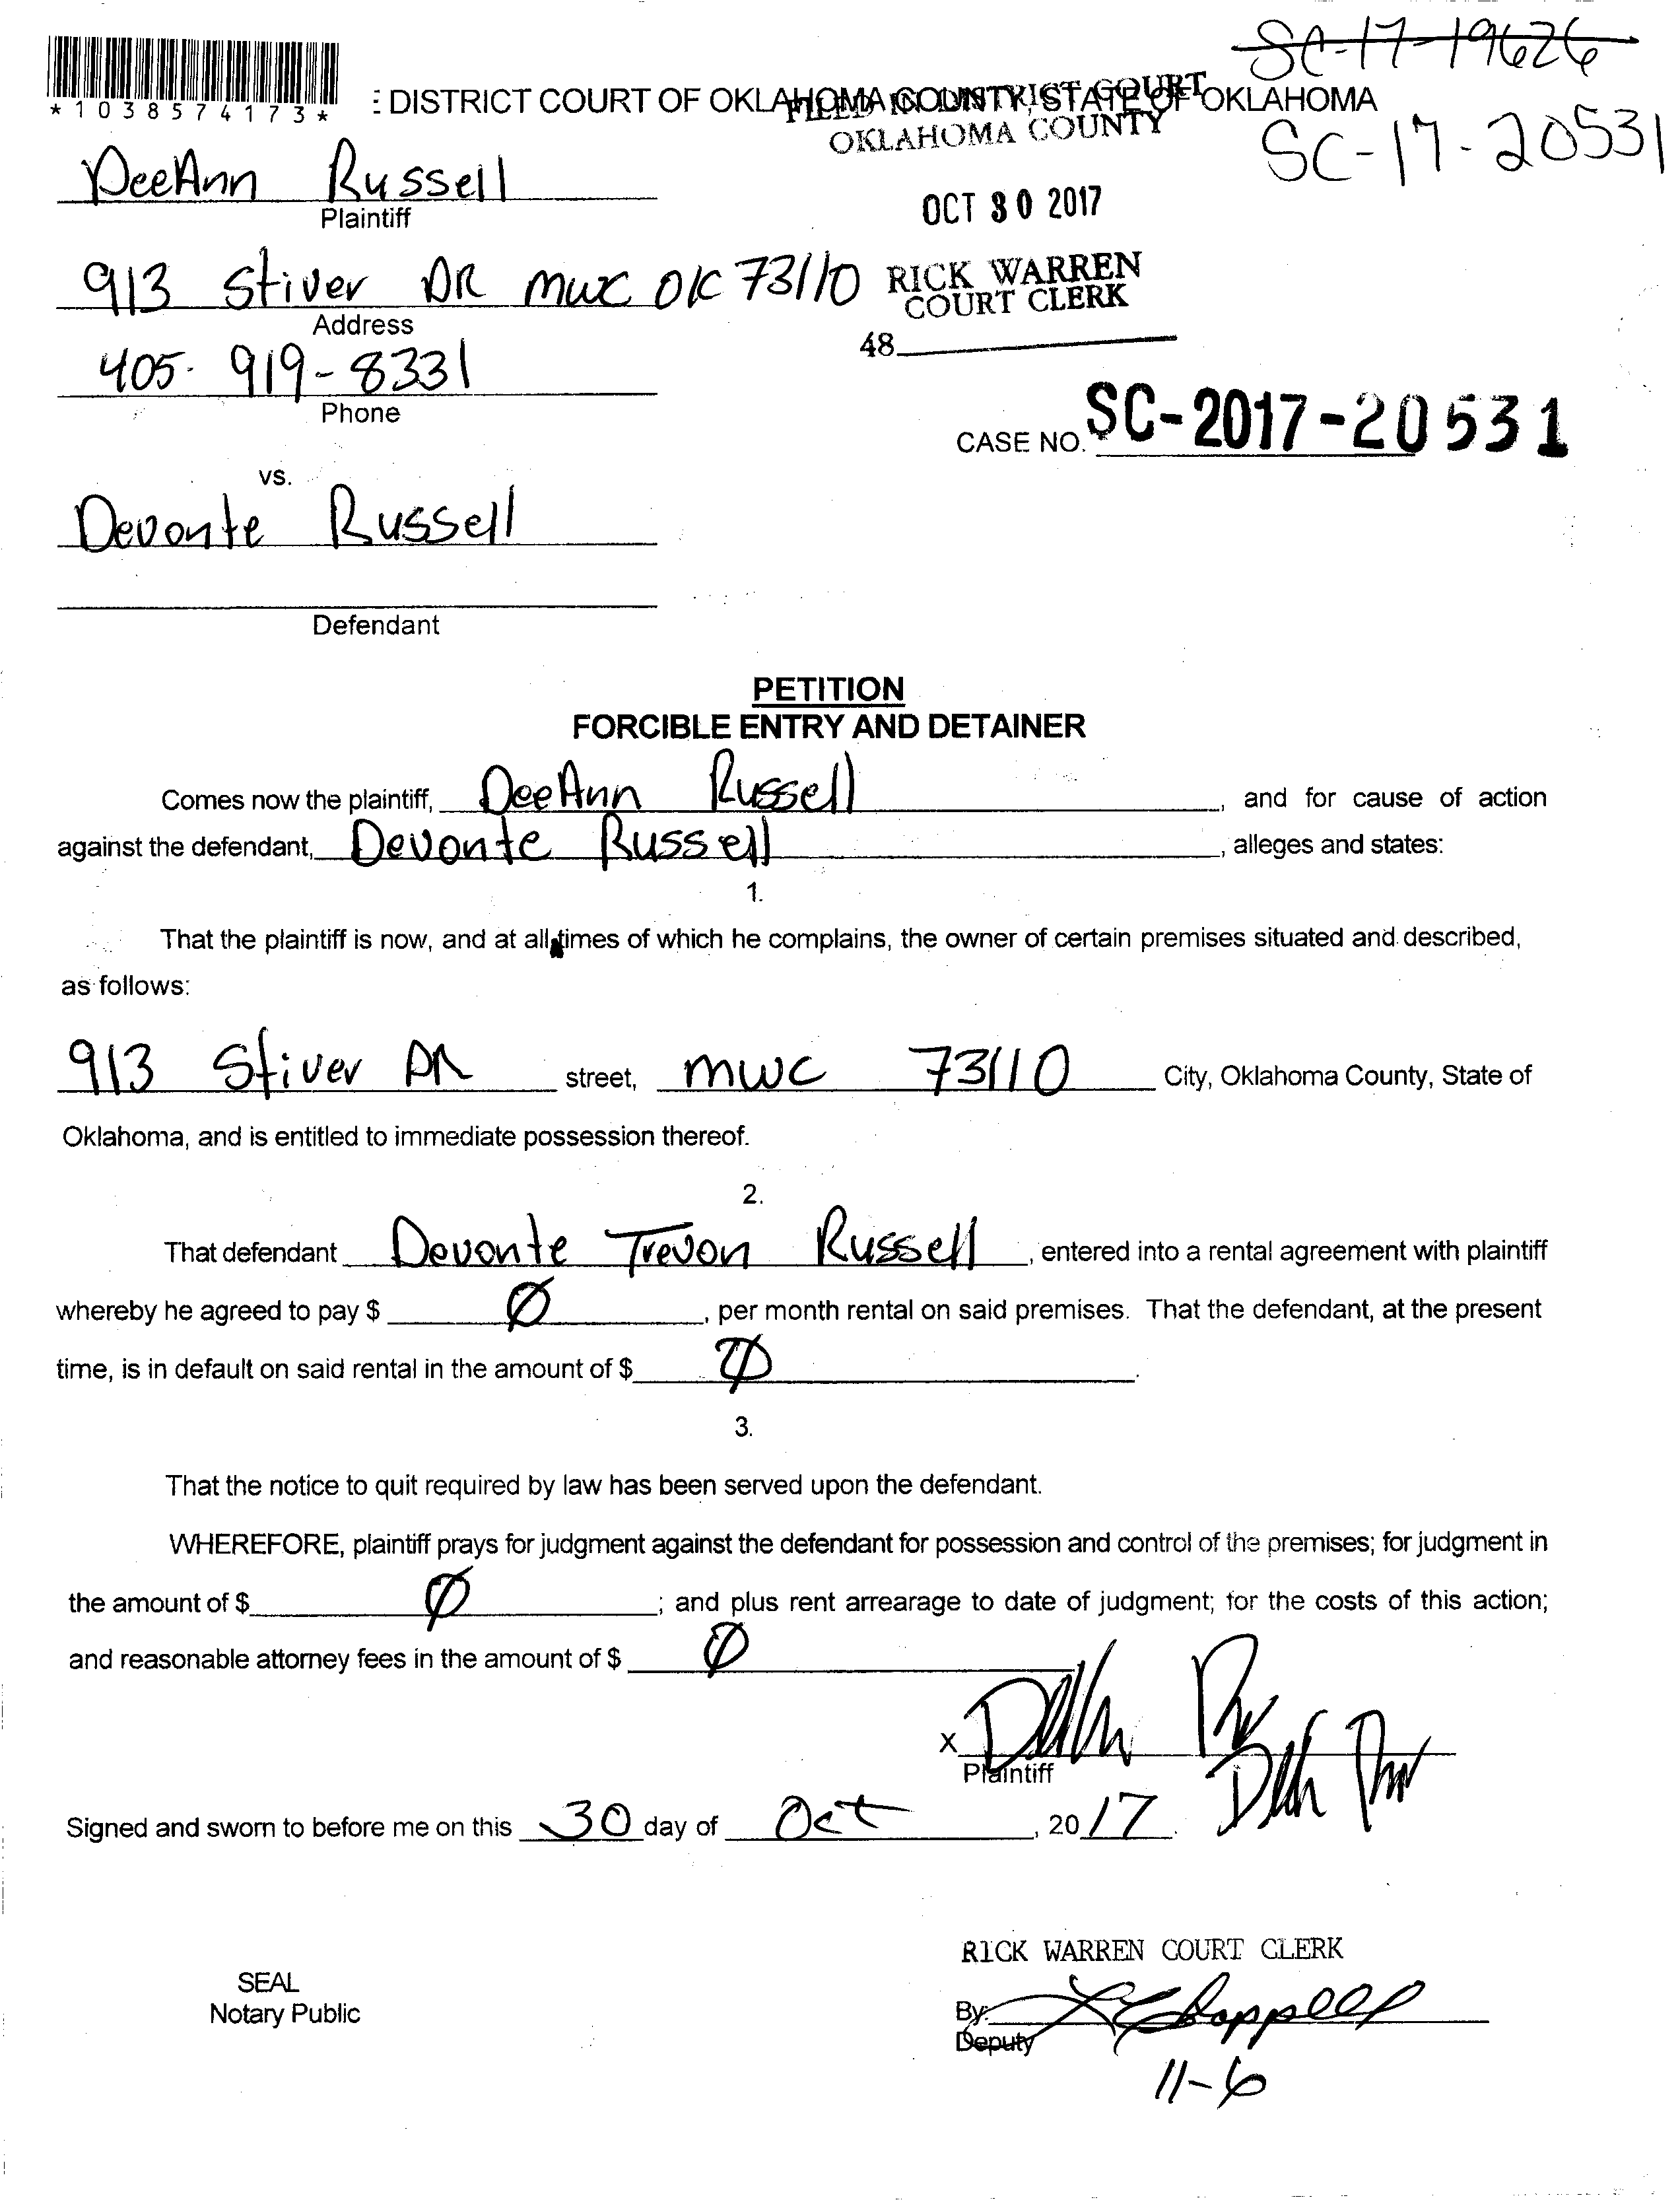 SC-17-19626
*1038574173*
E DISTRICT COURT OF OKLAHOMA COUNTY, STATE OF OKLAHOMA
FILED IN DISTRICT COURT
OKLAHOMA COUNTY
SC-17-20531
DeeAnn Russell
Plaintiff
OCT 30 2017
913 Stiver DR mwc OK 73110
Address
RICK WARREN
COURT CLERK
405-919-8331
Phone
48
CASE NO. SC-2017-20531
vs.
Devonte Russell
Defendant
PETITION
FORCIBLE ENTRY AND DETAINER
Comes now the plaintiff, DeeAnn Russell, and for cause of action
against the defendant, Devonte Russell, alleges and states:
1.
That the plaintiff is now, and at all times of which he complains, the owner of certain premises situated and described,
as follows:
913 Stiver DR street, mwc 73110 City, Oklahoma County, State of
Oklahoma, and is entitled to immediate possession thereof.
2.
That defendant Devonte Trevon Russell, entered into a rental agreement with plaintiff
whereby he agreed to pay $ Ø, per month rental on said premises. That the defendant, at the present
time, is in default on said rental in the amount of $ Ø.
3.
That the notice to quit required by law has been served upon the defendant.
WHEREFORE, plaintiff prays for judgment against the defendant for possession and control of the premises; for judgment in
the amount of $ Ø; and plus rent arrearage to date of judgment; for the costs of this action;
and reasonable attorney fees in the amount of $ Ø
X
Plaintiff
Signed and sworn to before me on this 30 day of Oct, 2017.
RICK WARREN COURT CLERK
SEAL
Notary Public
By:
Deputy
11-6